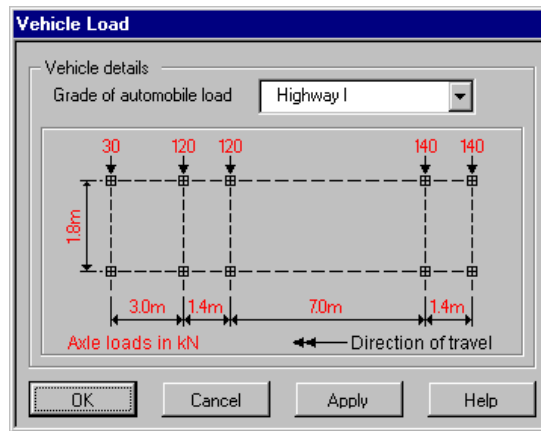 Vehicle Load
Vehicle details
Grade of automobile load Highway I
30 120 120 140 140
1.8m
3.0m 1.4m 7.0m 1.4m
Axle loads in kN Direction of travel
OK Cancel Apply Help